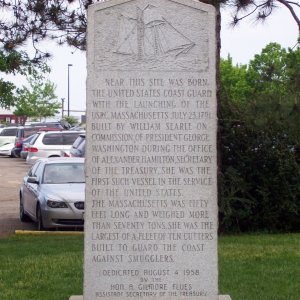 NEAR THIS SITE WAS BORN
THE UNITED STATES COAST GUARD
WITH THE LAUNCHING OF THE
USRC. MASSACHUSETTS JULY 23, 1791.
BUILT BY WILLIAM SEARLE ON
COMMISSION OF PRESIDENT GEORGE
WASHINGTON DURING THE OFFICE
OF ALEXANDER HAMILTON, SECRETARY
OF THE TREASURY, SHE WAS THE
FIRST SUCH VESSEL IN THE SERVICE
OF THE UNITED STATES.
THE MASSACHUSETTS WAS FIFTY
FEET LONG AND WEIGHED MORE
THAN SEVENTY TONS. SHE WAS THE
LARGEST OF A FLEET OF TEN CUTTERS
BUILT TO GUARD THE COAST
AGAINST SMUGGLERS.
DEDICATED AUGUST 4 1958
BY THE
HON. A. GILMORE FLUES
ASSISTANT SECRETARY OF THE TREASURY